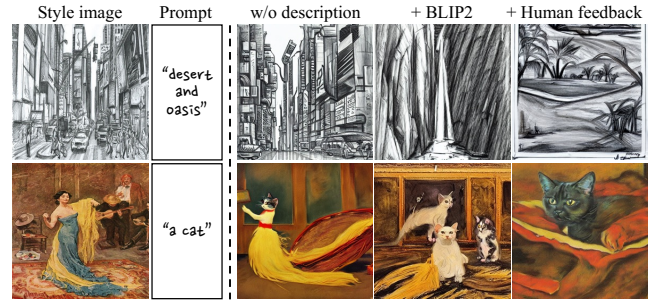 Style image Prompt w/o description + BLIP2 + Human feedback
"desert
and
oasis"
"a cat"